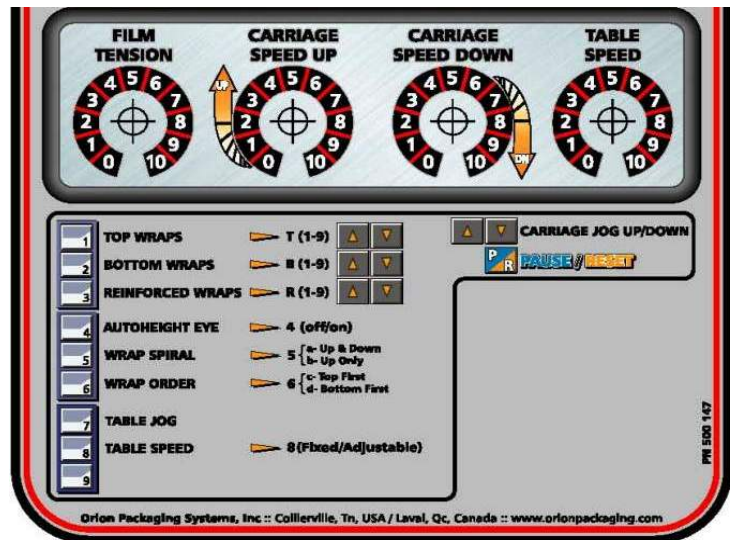 FILM TENSION
0 1 2 3 4 5 6 7 8 9 10
CARRIAGE SPEED UP
UP
0 1 2 3 4 5 6 7 8 9 10
CARRIAGE SPEED DOWN
0 1 2 3 4 5 6 7 8 9 10
DN
TABLE SPEED
0 1 2 3 4 5 6 7 8 9 10
1 TOP WRAPS T (1-9)
2 BOTTOM WRAPS B (1-9)
3 REINFORCED WRAPS R (1-9)
4 AUTOHEIGHT EYE 4 (off/on)
5 WRAP SPIRAL 5 { a- Up & Down
b- Up Only
6 WRAP ORDER 6 { c- Top First
d- Bottom First
7 TABLE JOG
8 TABLE SPEED 8 (Fixed/Adjustable)
9
CARRIAGE JOG UP/DOWN
P/R PAUSE // RESET
PN 500 147
Orion Packaging Systems, Inc :: Collierville, Tn, USA / Laval, Qc, Canada :: www.orionpackaging.com